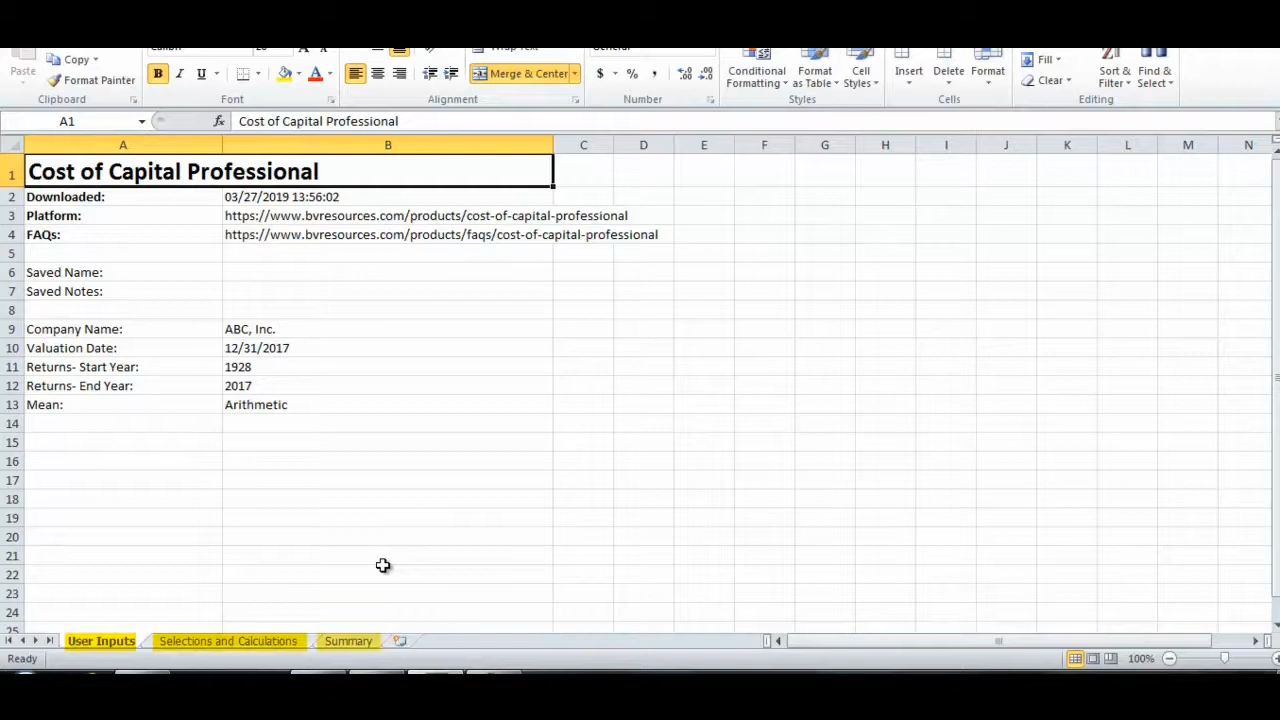 Copy
Calibri
Wrap Text
General
Paste
Format Painter
B I U A
Merge & Center
$ % ,
Conditional Formatting
Format as Table
Cell Styles
Insert
Delete
Format
Fill
Clear
Sort & Filter
Find & Select
Clipboard
Font
Alignment
Number
Styles
Cells
Editing
A1
fx
Cost of Capital Professional
A B C D E F G H I J K L M N
1 Cost of Capital Professional
2 Downloaded: 03/27/2019 13:56:02
3 Platform: https://www.bvresources.com/products/cost-of-capital-professional
4 FAQs: https://www.bvresources.com/products/faqs/cost-of-capital-professional
5
6 Saved Name:
7 Saved Notes:
8
9 Company Name: ABC, Inc.
10 Valuation Date: 12/31/2017
11 Returns- Start Year: 1928
12 Returns- End Year: 2017
13 Mean: Arithmetic
14
15
16
17
18
19
20
21
22
23
24
25
User Inputs Selections and Calculations Summary
Ready 100%